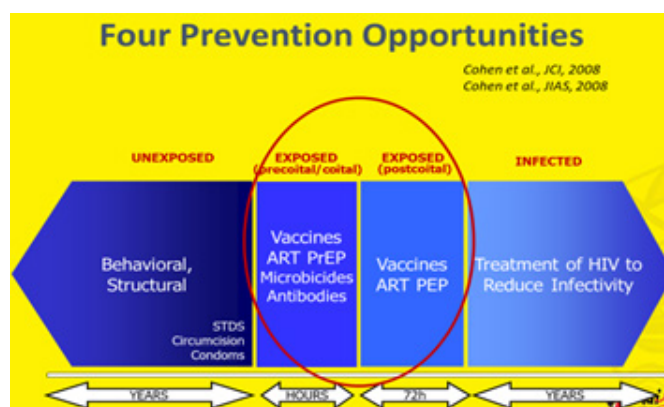 Four Prevention Opportunities
Cohen et al., JCI, 2008
Cohen et al., JIAS, 2008
UNEXPOSED
EXPOSED
(precoital/coital)
EXPOSED
(postcoital)
INFECTED
Behavioral,
Structural
STDS
Circumcision
Condoms
Vaccines
ART PrEP
Microbicides
Antibodies
Vaccines
ART PEP
Treatment of HIV to
Reduce Infectivity
YEARS
HOURS
72h
YEARS